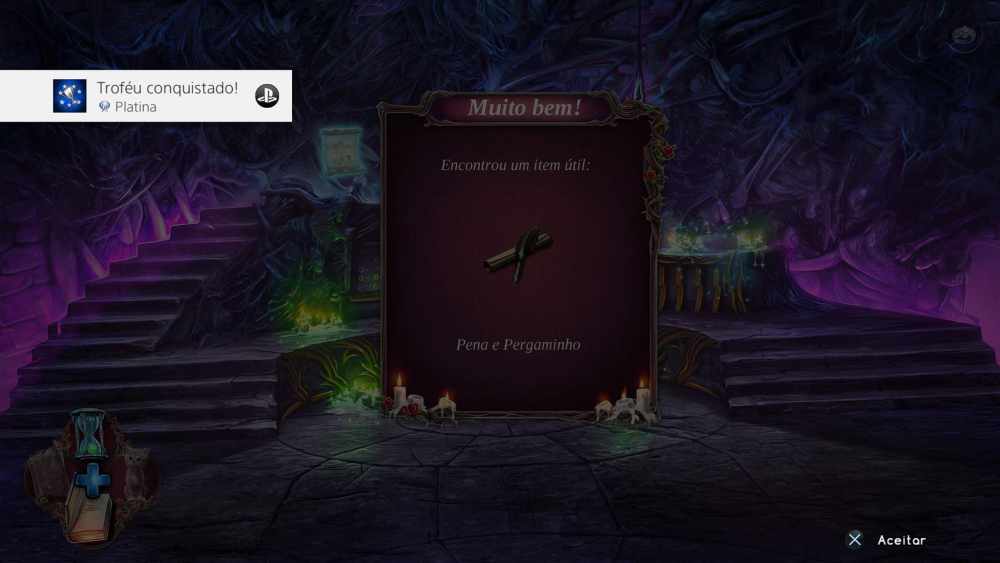 Troféu conquistado!
Platina
Muito bem!
Encontrou um item útil:
Pena e Pergaminho
Aceitar